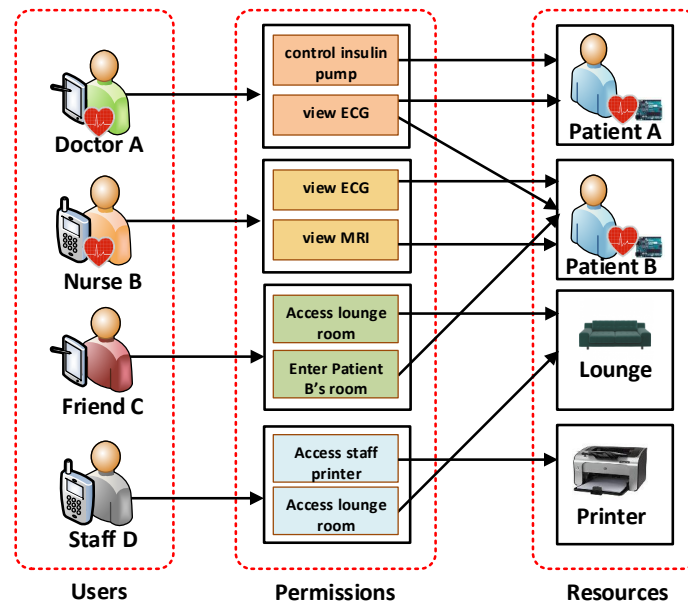 Doctor A
Nurse B
Friend C
Staff D
Users
control insulin
pump
view ECG
view ECG
view MRI
Access lounge
room
Enter Patient
B's room
Access staff
printer
Access lounge
room
Permissions
Patient A
Patient B
Lounge
Printer
Resources